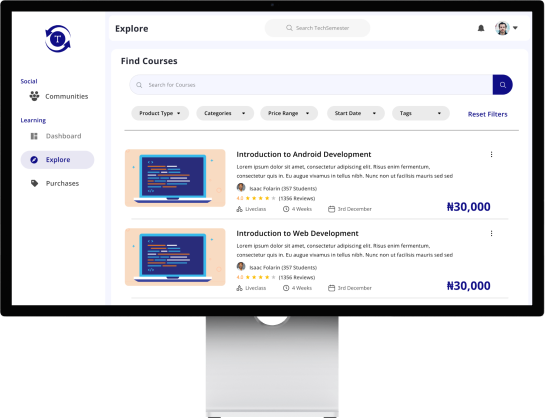 T
Explore
Search TechSemester
Social
Communities
Learning
Dashboard
Explore
Purchases
Find Courses
Search for Courses
Product Type
Categories
Price Range
Start Date
Tags
Reset Filters
Introduction to Android Development
Lorem ipsum dolor sit amet, consectetur adipiscing elit. Risus enim fermentum,
consectetur quis in. Eu augue vivamus in tellus nibh. Nunc non ut facilisis mauris sed sed
Isaac Folarin (357 Students)
4.2 (1356 Reviews)
Liveclass 4 Weeks 3rd December
₦30,000
Introduction to Web Development
Lorem ipsum dolor sit amet, consectetur adipiscing elit. Risus enim fermentum,
consectetur quis in. Eu augue vivamus in tellus nibh. Nunc non ut facilisis mauris sed sed
Isaac Folarin (357 Students)
4.2 (1356 Reviews)
Liveclass 4 Weeks 3rd December
₦30,000